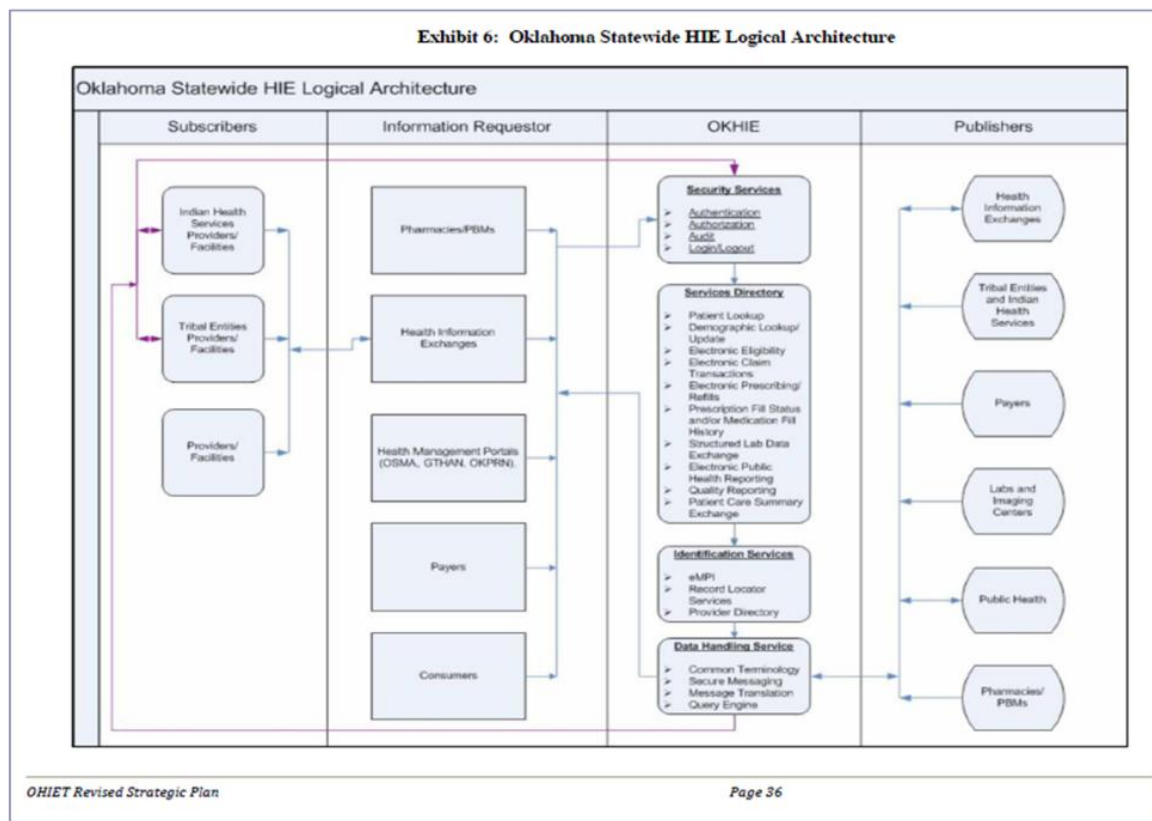 Exhibit 6: Oklahoma Statewide HIE Logical Architecture
Oklahoma Statewide HIE Logical Architecture
Subscribers
Information Requestor
OKHIE
Publishers
Indian Health
Services
Providers/
Facilities
Tribal Entities
Providers/
Facilities
Providers/
Facilities
Pharmacies/PBMs
Health Information
Exchanges
Health Management Portals
(OSMA, GTHAN, OKPRN),
Payers
Consumers
Security Services
Authentication
Authorization
Audit
Login/Logout
Services Directory
Patient Lookup
Demographic Lookup/
Update
Electronic Eligibility
Electronic Claim
Transactions
Electronic Prescribing/
Refills
Prescription Fill Status
and/or Medication Fill
History
Structured Lab Data
Exchange
Electronic Public
Health Reporting
Quality Reporting
Patient Care Summary
Exchange
Identification Services
eMPI
Record Locator
Services
Provider Directory
Data Handling Service
Common Terminology
Secure Messaging
Message Translation
Query Engine
Health
Information
Exchanges
Tribal Entities
and Indian
Health
Services
Payers
Labs and
Imaging
Centers
Public Health
Pharmacies/
PBMs
OHIET Revised Strategic Plan
Page 36